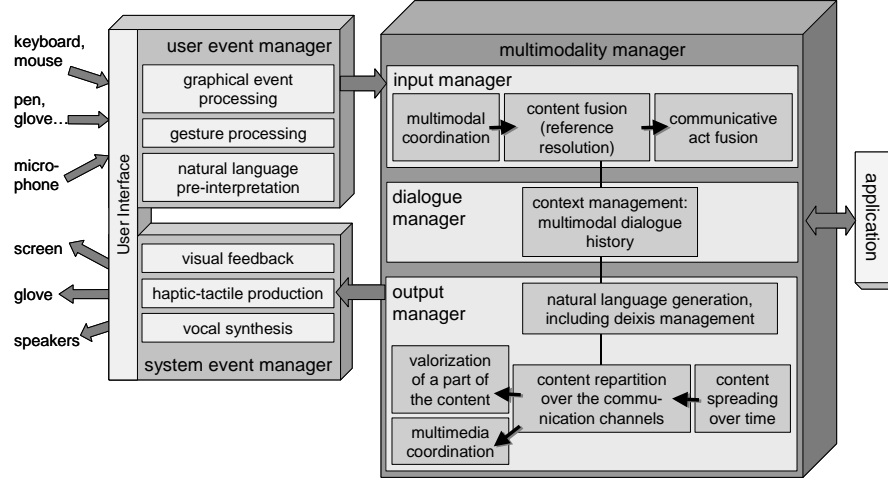 keyboard,
mouse
pen,
glove…
micro-
phone
screen
glove
speakers
User Interface
user event manager
graphical event
processing
gesture processing
natural language
pre-interpretation
visual feedback
haptic-tactile production
vocal synthesis
system event manager
multimodality manager
input manager
multimodal
coordination
content fusion
(reference
resolution)
communicative
act fusion
dialogue
manager
context management:
multimodal dialogue
history
output
manager
natural language generation,
including deixis management
valorization
of a part of
the content
content repartition
over the commu-
nication channels
content
spreading
over time
multimedia
coordination
application